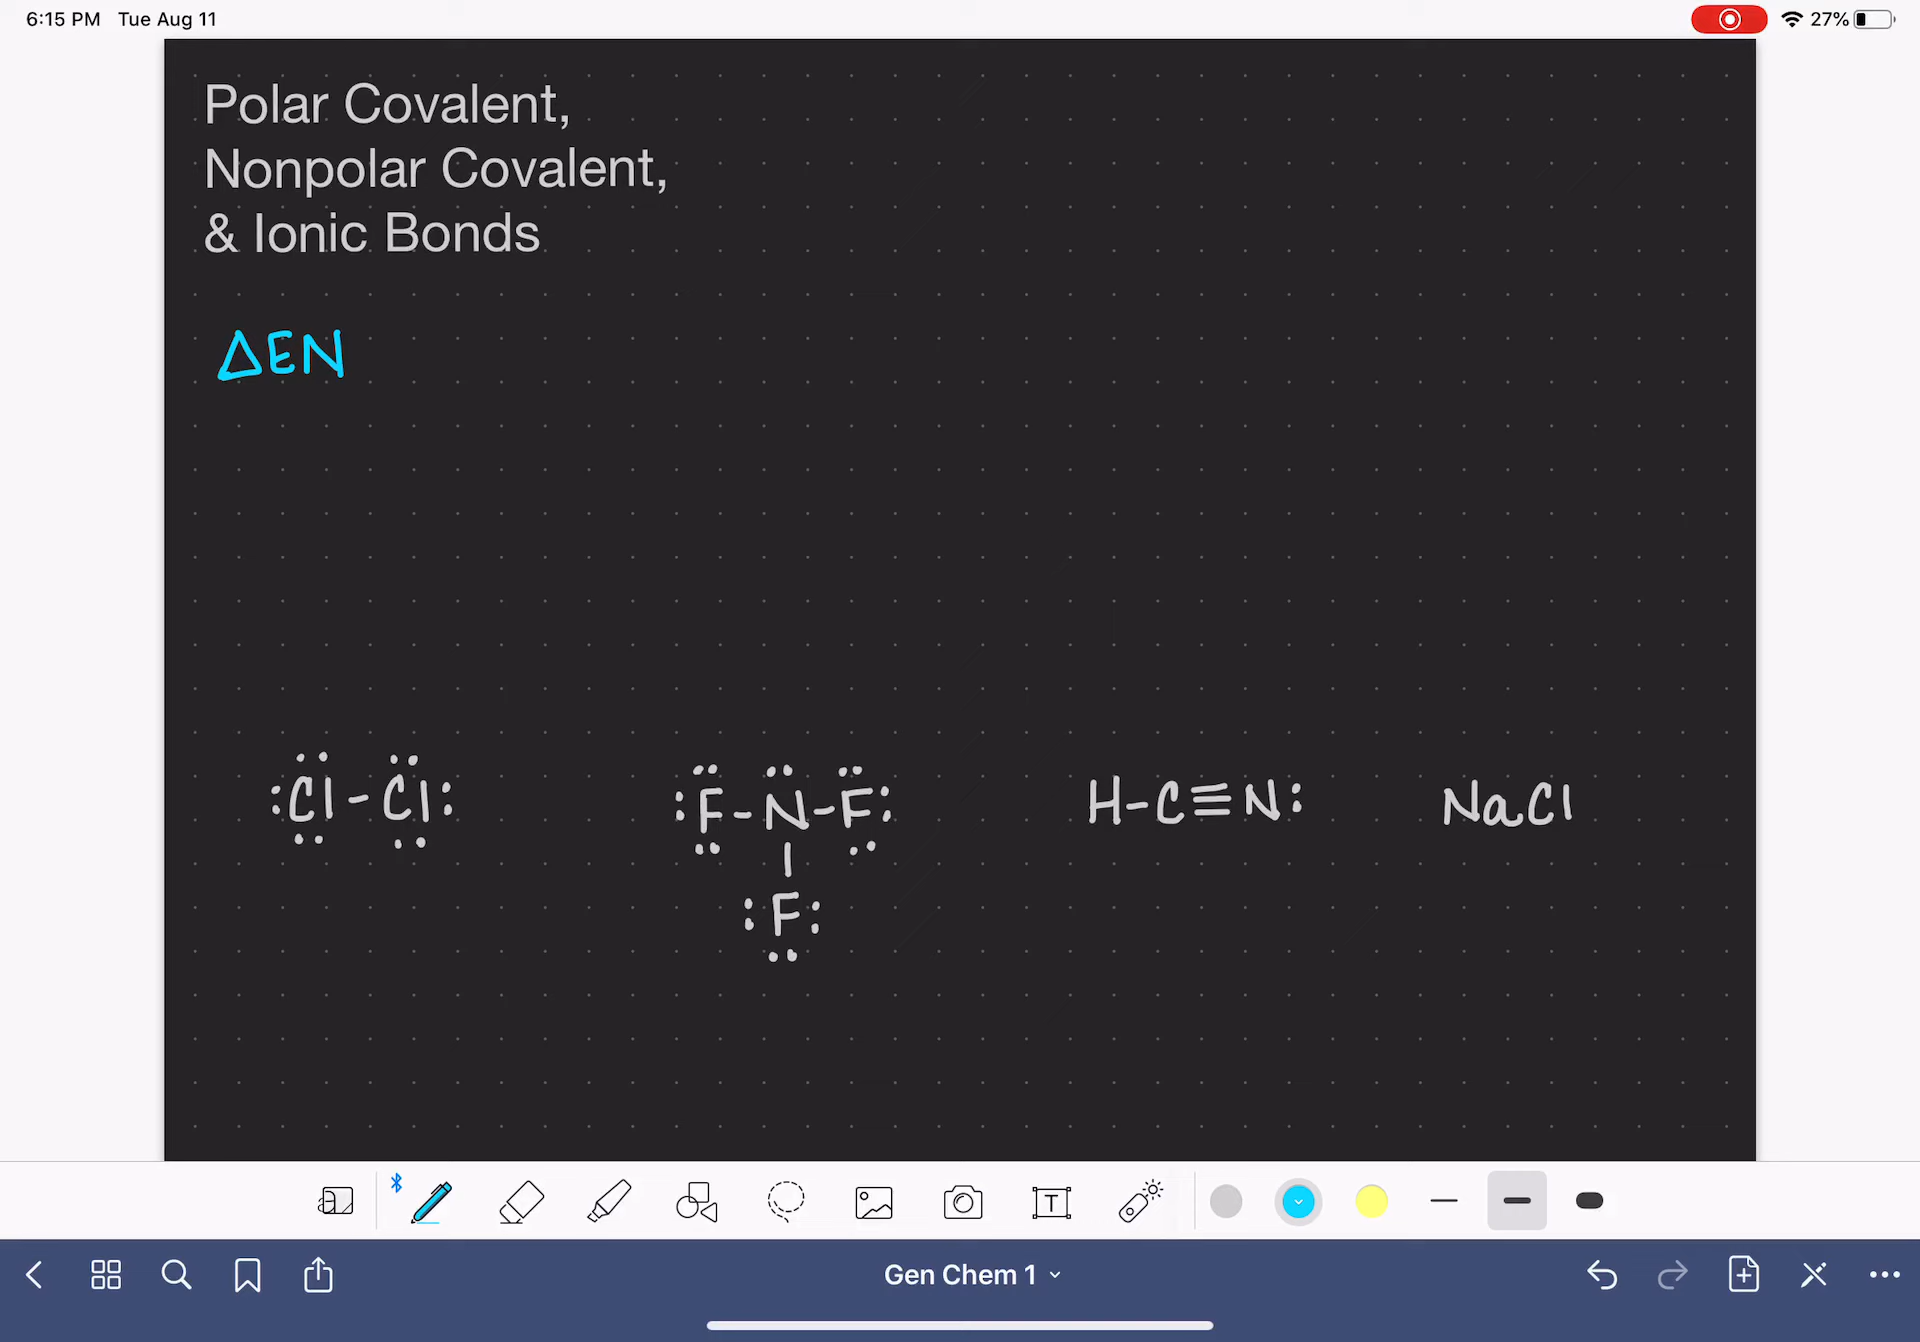 6:15 PM Tue Aug 11
27%
Polar Covalent,
Nonpolar Covalent,
& Ionic Bonds
ΔEN
:Cl-Cl:
:F-N-F:
:F:
H-C≡N:
NaCl
T
Gen Chem 1